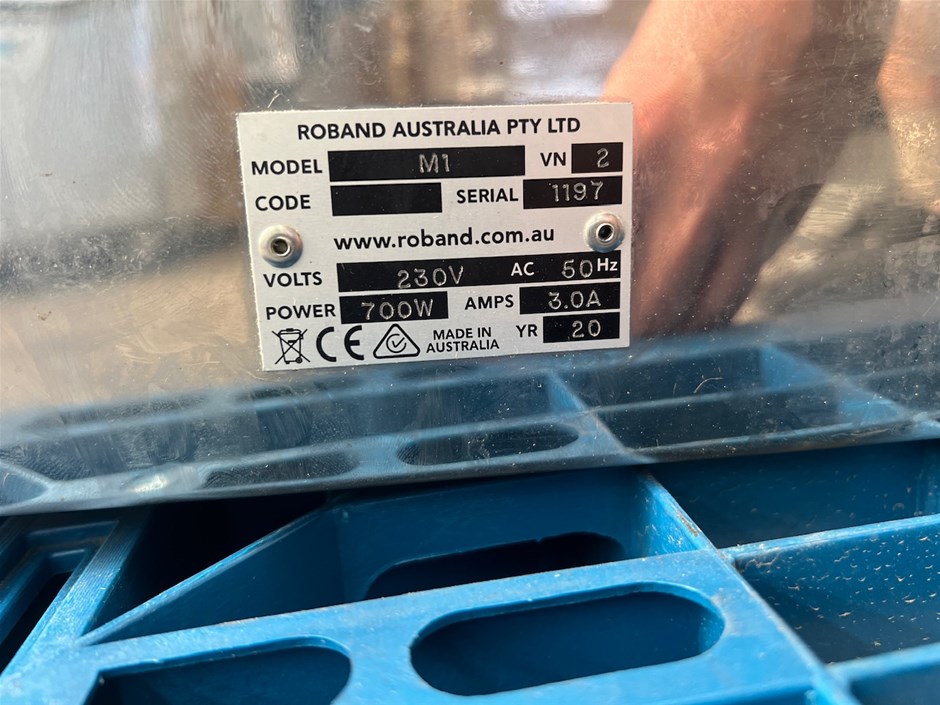 ROBAND AUSTRALIA PTY LTD
MODEL M1 VN 2
CODE SERIAL 1197
www.roband.com.au
VOLTS 230V AC 50Hz
POWER 700W AMPS 3.0A
CE MADE IN
AUSTRALIA YR 20